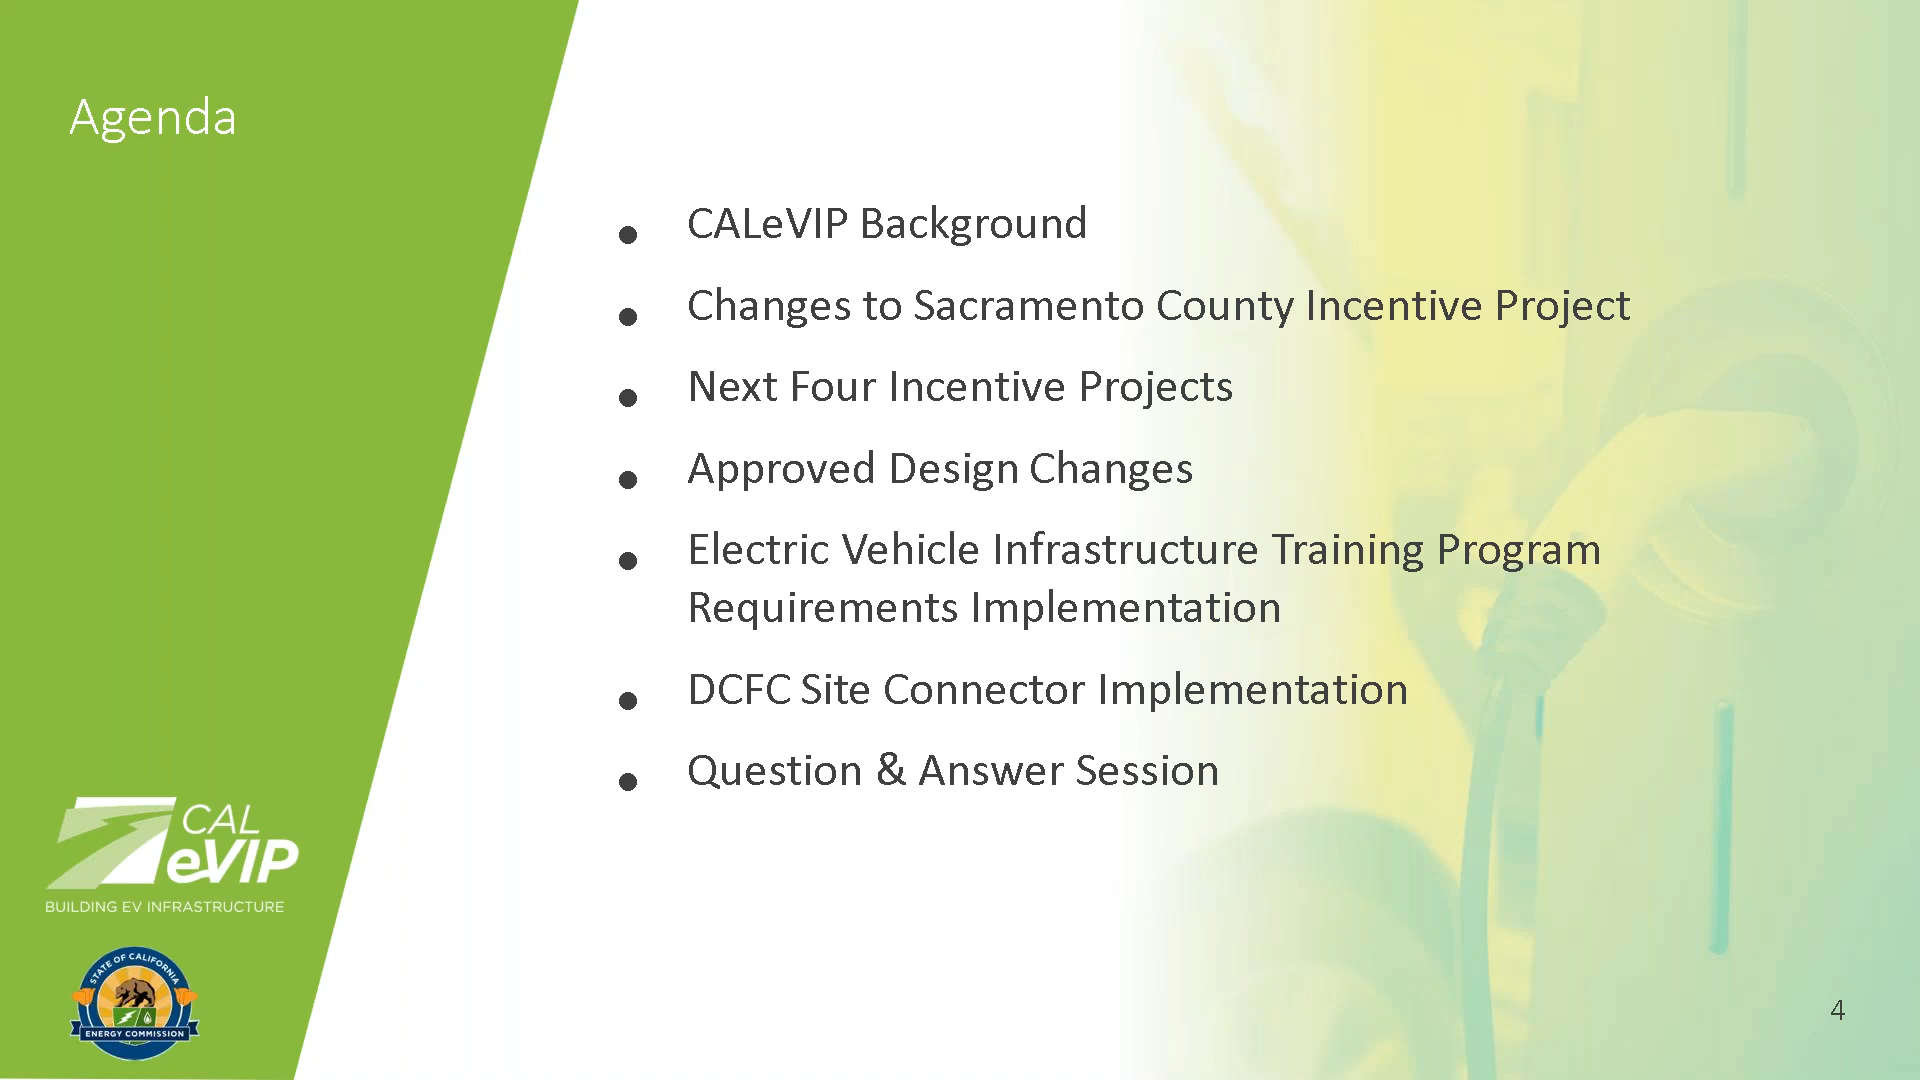 Agenda
• CALeVIP Background
• Changes to Sacramento County Incentive Project
• Next Four Incentive Projects
• Approved Design Changes
• Electric Vehicle Infrastructure Training Program
Requirements Implementation
• DCFC Site Connector Implementation
• Question & Answer Session
CAL
eVIP
BUILDING EV INFRASTRUCTURE
STATE OF CALIFORNIA
ENERGY COMMISSION
4